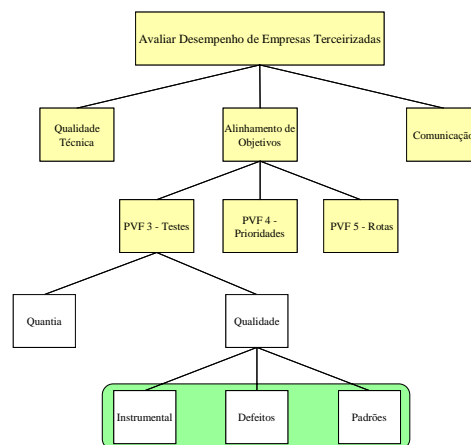 Avaliar Desempenho de Empresas Terceirizadas
Qualidade
Técnica
Alinhamento de
Objetivos
Comunicação
PVF 3 - Testes
PVF 4 -
Prioridades
PVF 5 - Rotas
Quantia
Qualidade
Instrumental
Defeitos
Padrões